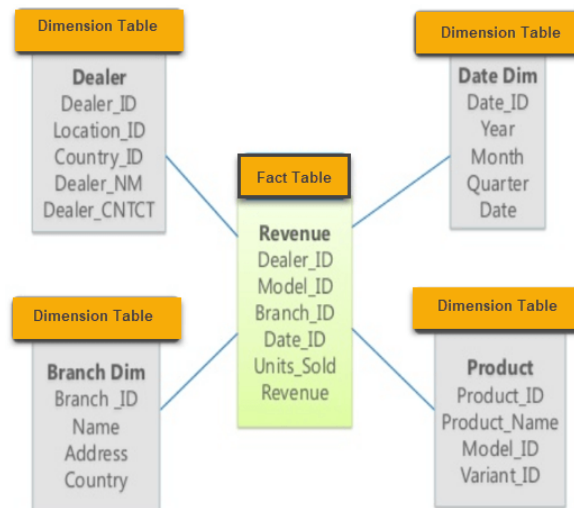 Dimension Table
Dealer
Dealer_ID
Location_ID
Country_ID
Dealer_NM
Dealer_CNTCT
Dimension Table
Date Dim
Date_ID
Year
Month
Quarter
Date
Fact Table
Revenue
Dealer_ID
Model_ID
Branch_ID
Date_ID
Units_Sold
Revenue
Dimension Table
Branch Dim
Branch _ID
Name
Address
Country
Dimension Table
Product
Product_ID
Product_Name
Model_ID
Variant_ID